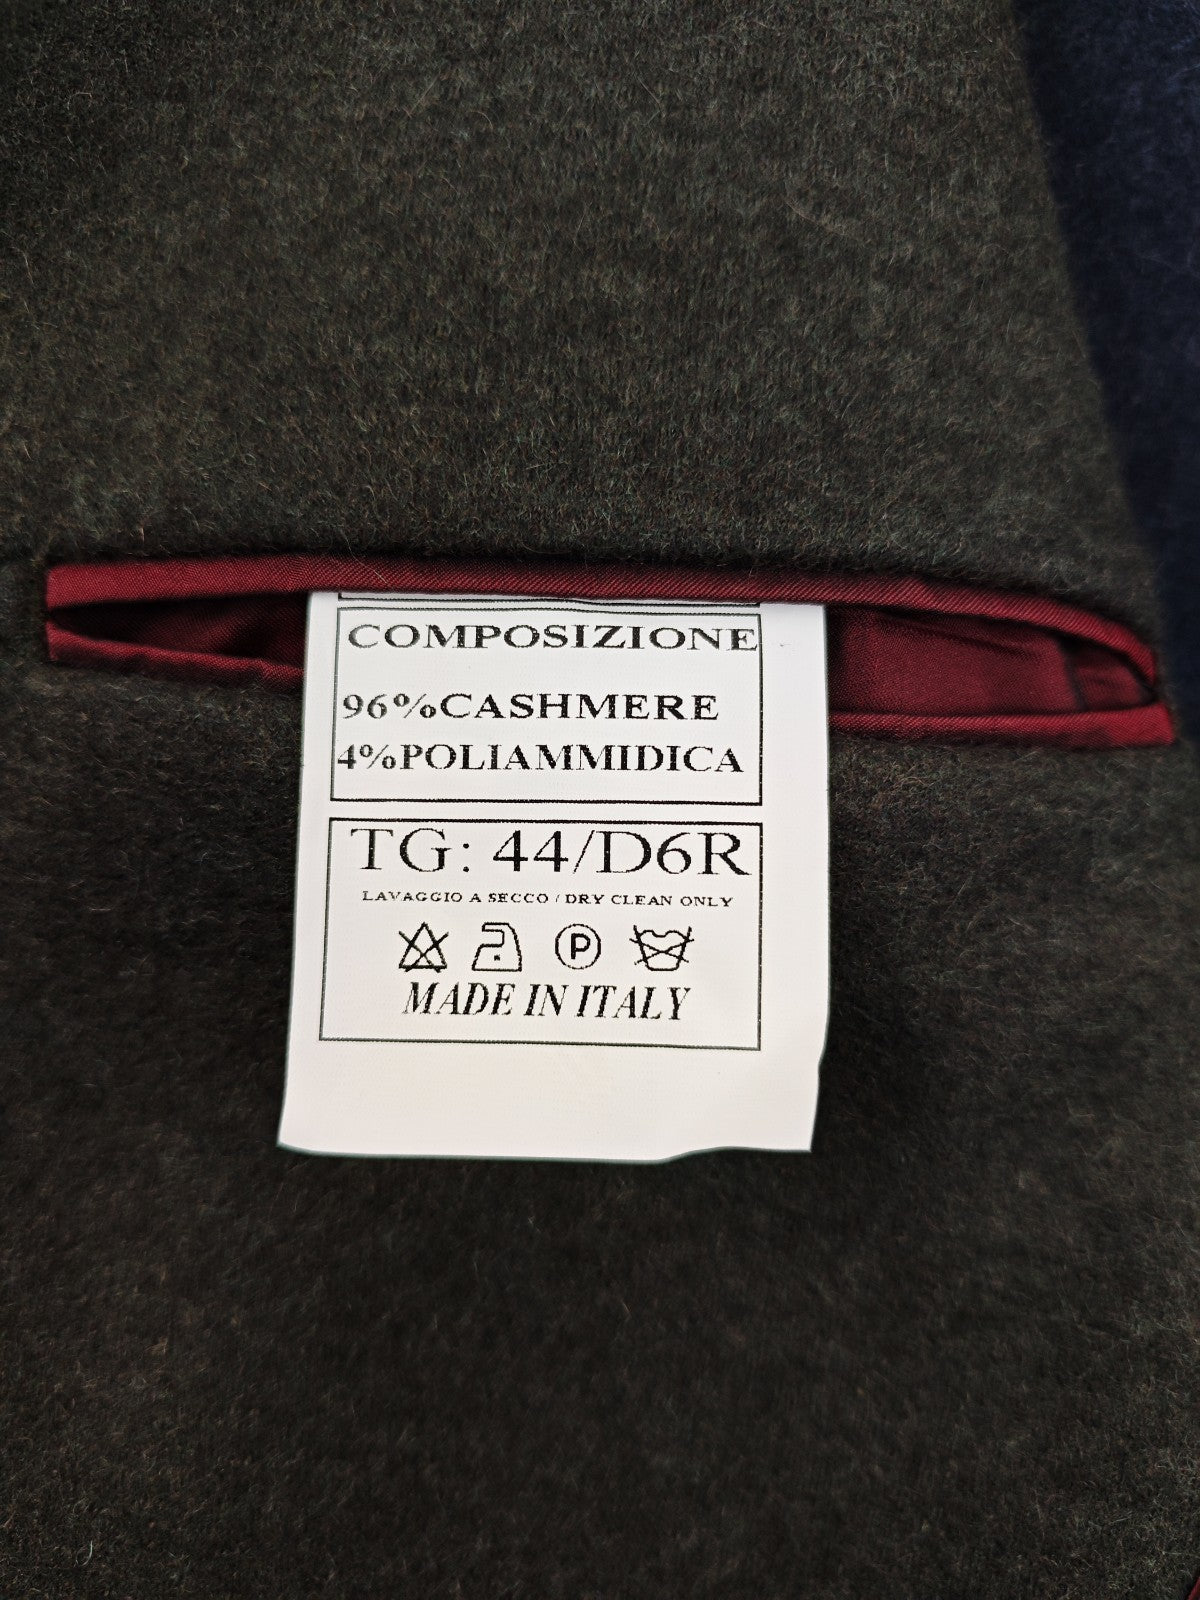 COMPOSIZIONE
96%CASHMERE
4%POLIAMMIDICA
TG: 44/D6R
LAVAGGIO A SECCO / DRY CLEAN ONLY
P
MADE IN ITALY